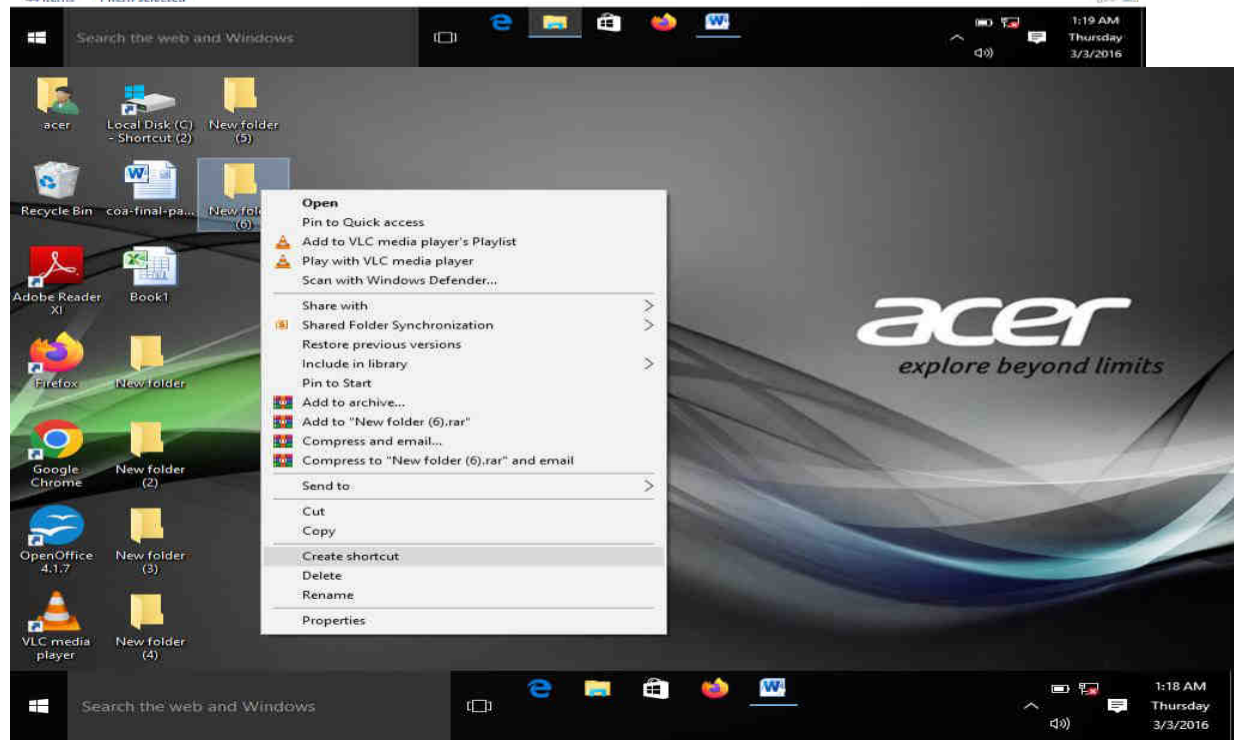 Search the web and Windows
1:19 AM
Thursday
3/3/2016
acer
Local Disk (C)
- Shortcut (2)
New folder
(5)
Recycle Bin
coa-final-pa...
New fol
(6)
Adobe Reader
XI
Book1
Firefox
New folder
Google
Chrome
New folder
(2)
OpenOffice
4.1.7
New folder
(3)
VLC media
player
New folder
(4)
Open
Pin to Quick access
Add to VLC media player's Playlist
Play with VLC media player
Scan with Windows Defender...
Share with
Shared Folder Synchronization
Restore previous versions
Include in library
Pin to Start
Add to archive...
Add to "New folder (6).rar"
Compress and email...
Compress to "New folder (6).rar" and email
Send to
Cut
Copy
Create shortcut
Delete
Rename
Properties
acer
explore beyond limits
Search the web and Windows
1:18 AM
Thursday
3/3/2016